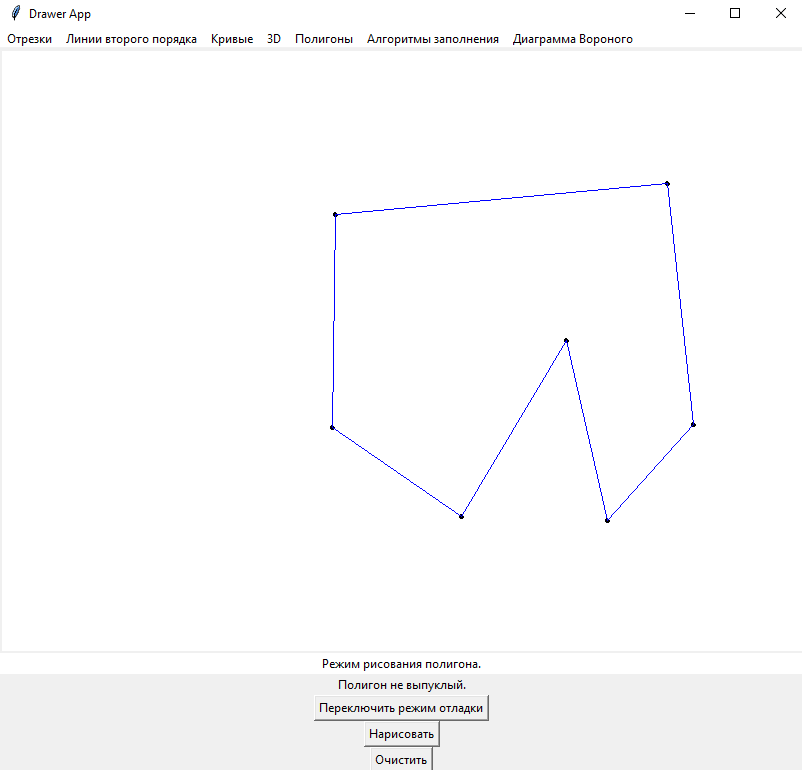 Drawer App
Отрезки Линии второго порядка Кривые 3D Полигоны Алгоритмы заполнения Диаграмма Вороного
Режим рисования полигона.
Полигон не выпуклый.
Переключить режим отладки
Нарисовать
Очистить